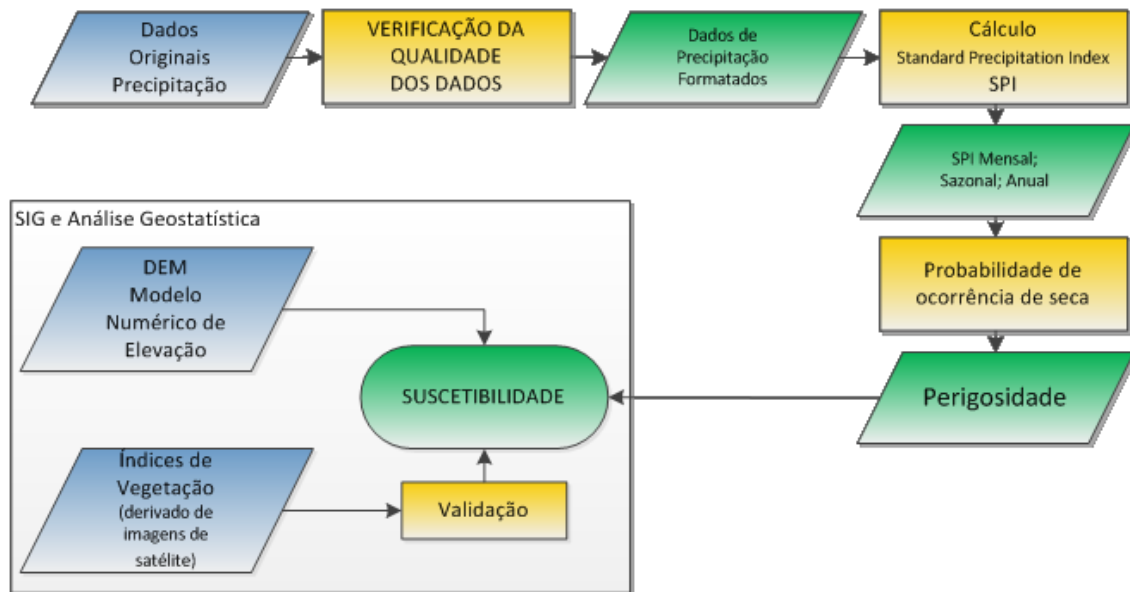 Dados
Originais
Precipitação
VERIFICAÇÃO DA
QUALIDADE
DOS DADOS
Dados de
Precipitação
Formatados
Cálculo
Standard Precipitation Index
SPI
SPI Mensal;
Sazonal; Anual
Probabilidade de
ocorrência de seca
Perigosidade
SIG e Análise Geostatística
DEM
Modelo
Numérico de
Elevação
SUSCETIBILIDADE
Índices de
Vegetação
(derivado de
imagens de
satélite)
Validação